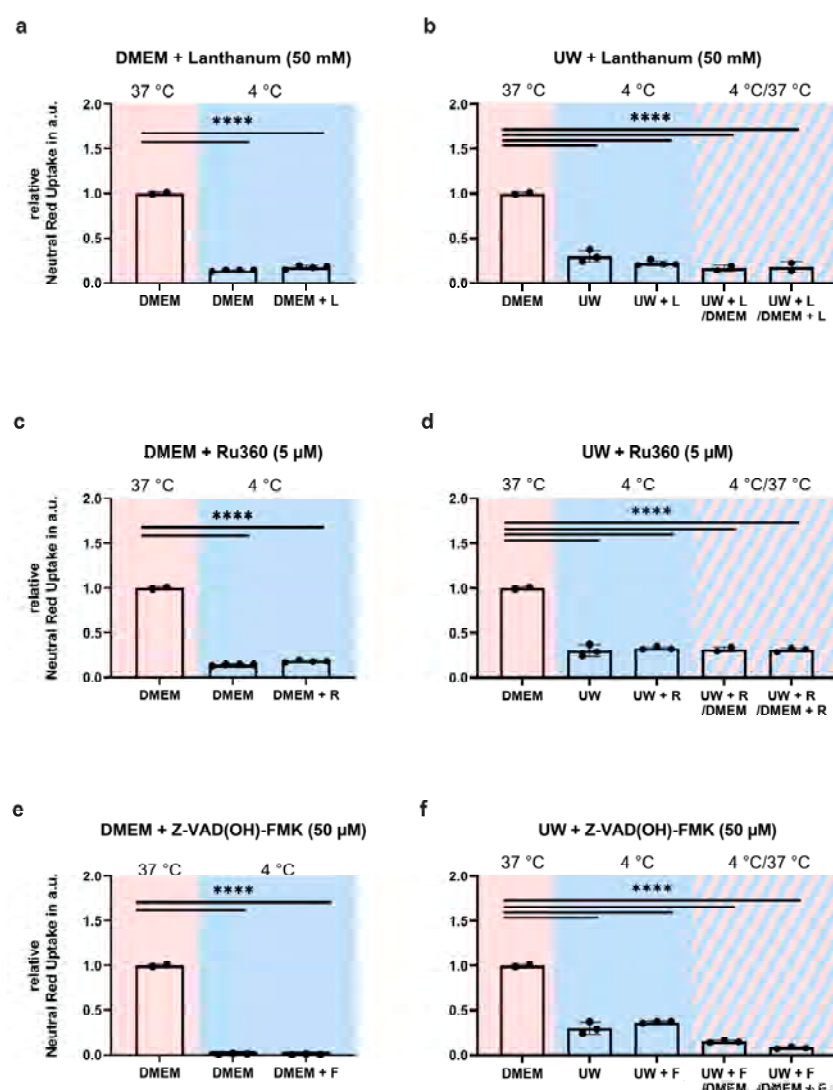 a
DMEM + Lanthanum (50 mM)
37 °C
4 °C
relative
Neutral Red Uptake in a.u.
2.0
1.5
1.0
0.5
0.0
****
DMEM
DMEM
DMEM + L
b
UW + Lanthanum (50 mM)
37 °C
4 °C
4 °C/37 °C
2.0
1.5
1.0
0.5
0.0
****
DMEM
UW
UW + L
UW + L
/DMEM
UW + L
/DMEM + L
c
DMEM + Ru360 (5 µM)
37 °C
4 °C
relative
Neutral Red Uptake in a.u.
2.0
1.5
1.0
0.5
0.0
****
DMEM
DMEM
DMEM + R
d
UW + Ru360 (5 µM)
37 °C
4 °C
4 °C/37 °C
2.0
1.5
1.0
0.5
0.0
****
DMEM
UW
UW + R
UW + R
/DMEM
UW + R
/DMEM + R
e
DMEM + Z-VAD(OH)-FMK (50 µM)
37 °C
4 °C
relative
Neutral Red Uptake in a.u.
2.0
1.5
1.0
0.5
0.0
****
DMEM
DMEM
DMEM + F
f
UW + Z-VAD(OH)-FMK (50 µM)
37 °C
4 °C
4 °C/37 °C
2.0
1.5
1.0
0.5
0.0
****
DMEM
UW
UW + F
UW + F
/DMEM
UW + F
/DMEM + F